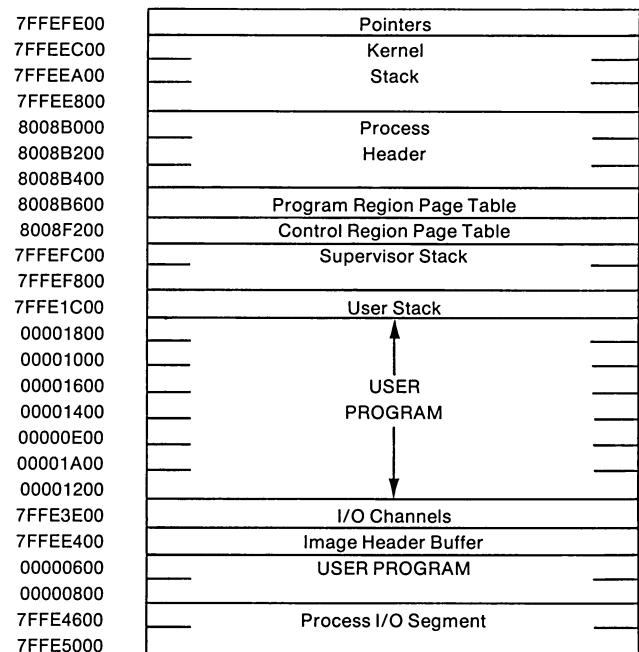 7FFEFE00 Pointers
7FFEEC00 Kernel
7FFEEA00 Stack
7FFEE800
8008B000 Process
8008B200 Header
8008B400
8008B600 Program Region Page Table
8008F200 Control Region Page Table
7FFEFC00 Supervisor Stack
7FFEF800
7FFE1C00 User Stack
00001800
00001000
00001600 USER
00001400 PROGRAM
00000E00
00001A00
00001200
7FFE3E00 I/O Channels
7FFEE400 Image Header Buffer
00000600 USER PROGRAM
00000800
7FFE4600 Process I/O Segment
7FFE5000